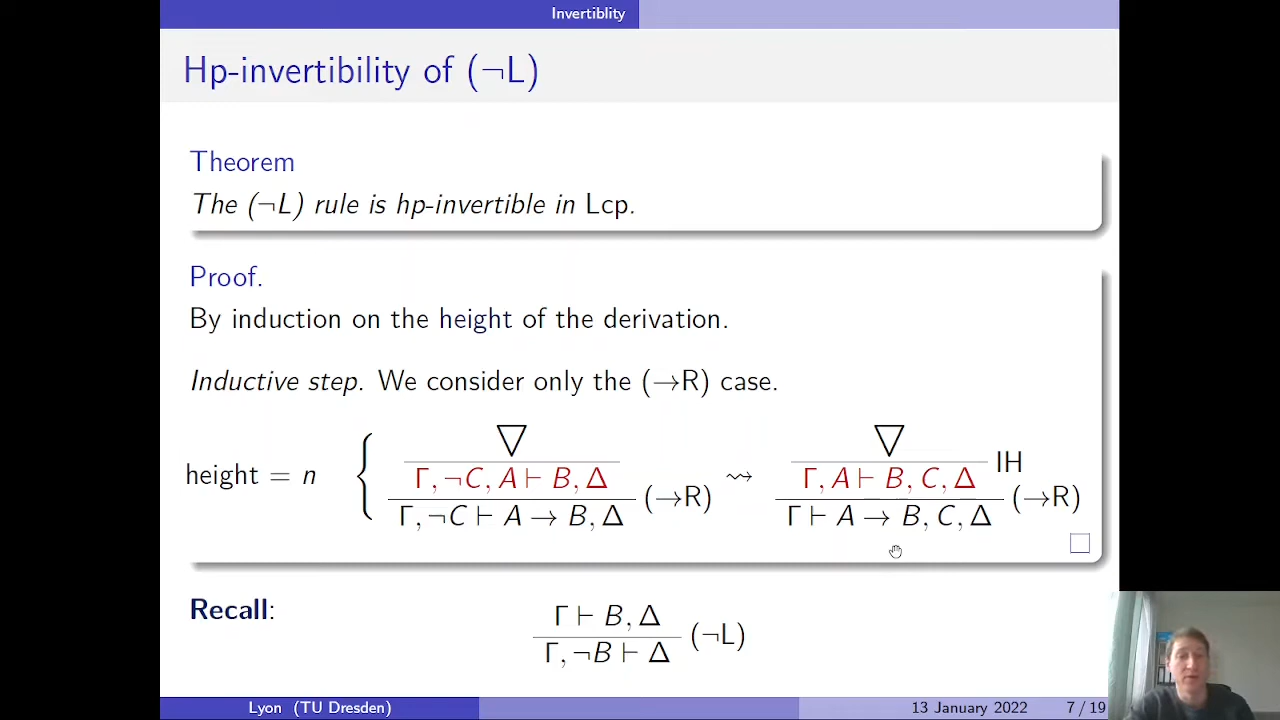 Invertiblity
Hp-invertibility of (¬L)
Theorem
The (¬L) rule is hp-invertible in Lcp.
Proof.
By induction on the height of the derivation.
Inductive step. We consider only the (→R) case.
height = n { ▽ ⇝ ▽ IH
Γ, ¬C, A ⊢ B, Δ (→R) Γ, A ⊢ B, C, Δ (→R)
Γ, ¬C ⊢ A → B, Δ Γ ⊢ A → B, C, Δ
□
Recall:
Γ ⊢ B, Δ
Γ, ¬B ⊢ Δ (¬L)
Lyon (TU Dresden) 13 January 2022 7 / 19